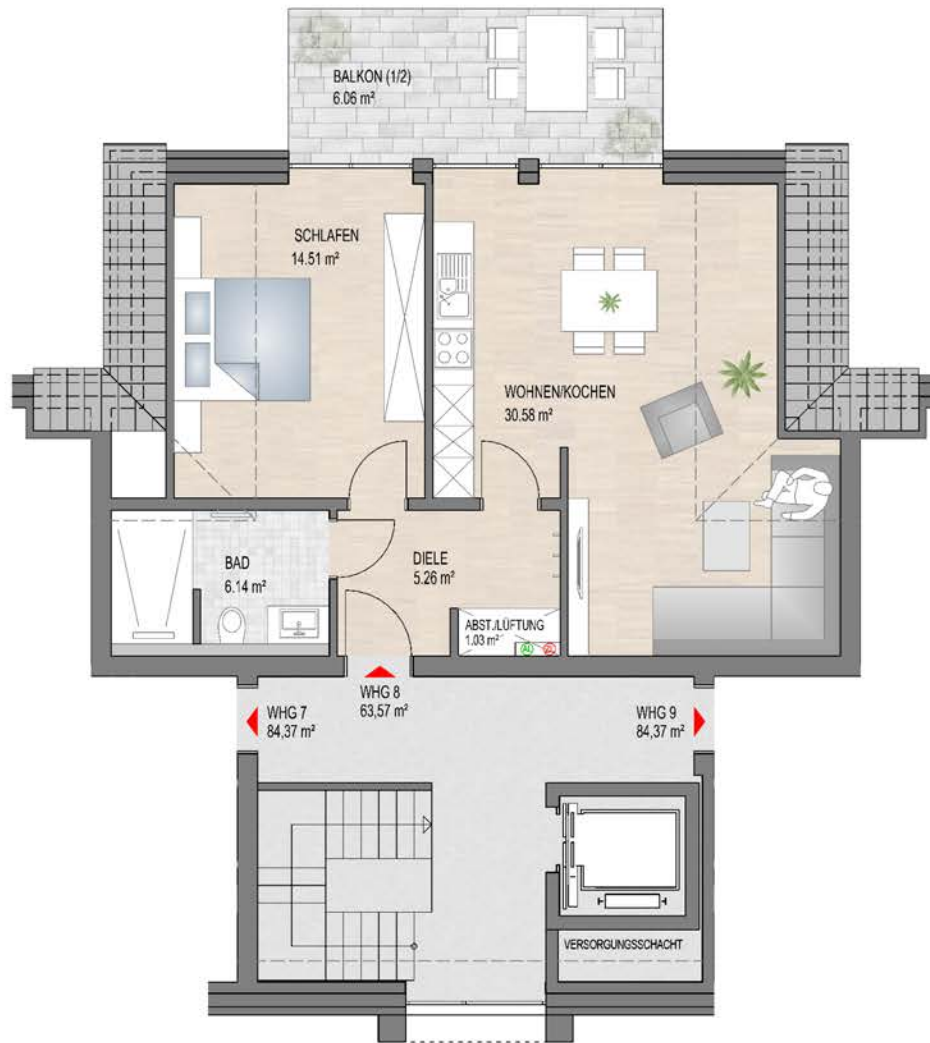 BALKON (1/2)
6.06 m²
SCHLAFEN
14.51 m²
WOHNEN/KOCHEN
30.58 m²
BAD
6.14 m²
DIELE
5.26 m²
ABST./LÜFTUNG
1.03 m²
WHG 7
84,37 m²
WHG 8
63,57 m²
WHG 9
84,37 m²
VERSORGUNGSSCHACHT